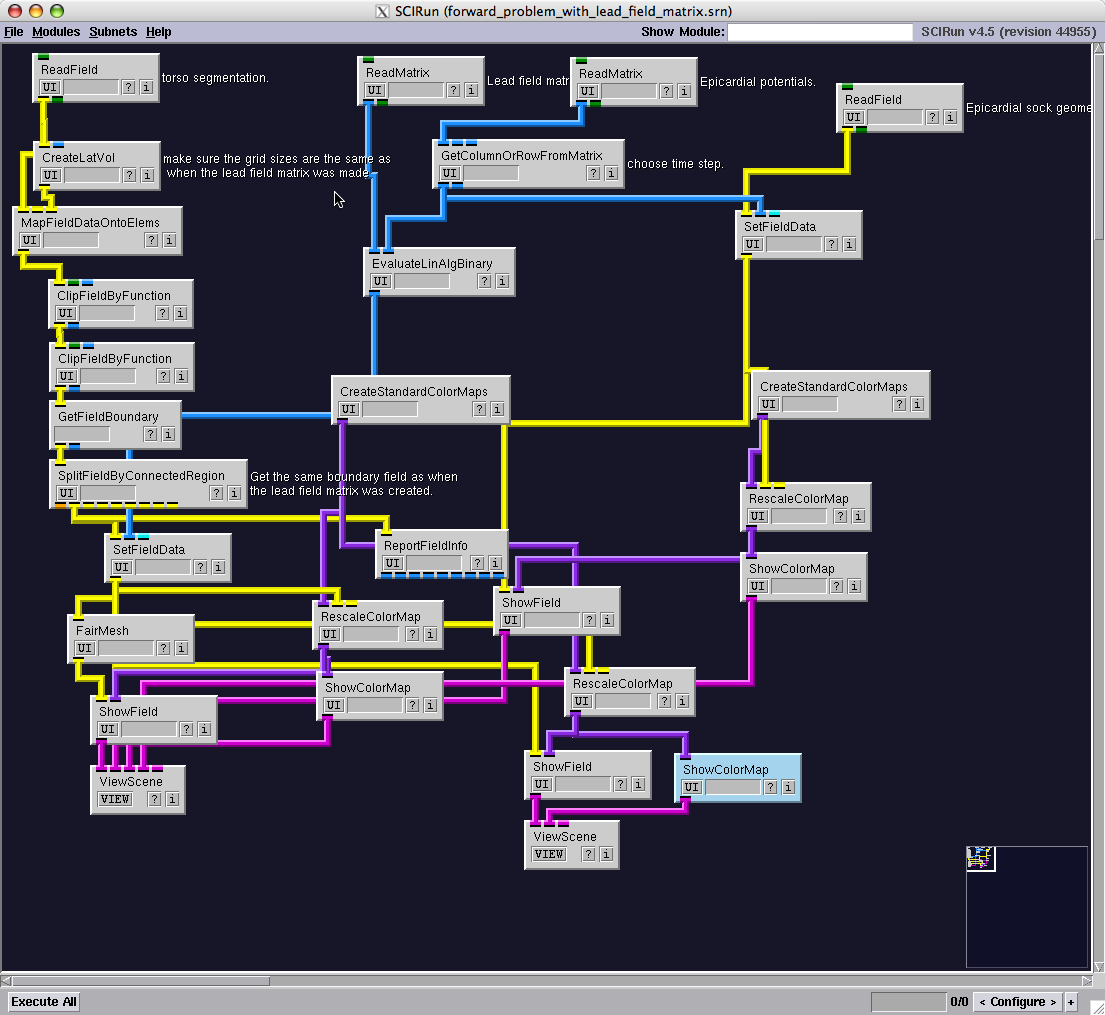 SCIRun (forward_problem_with_lead_field_matrix.srn)
File Modules Subnets Help Show Module: SCIRun v4.5 (revision 44955)
ReadField
UI ? i
torso segmentation.
ReadMatrix
UI ? i
Lead field matr
ReadMatrix
UI ? i
Epicardial potentials.
ReadField
UI ? i
Epicardial sock geome
CreateLatVol
UI ? i
make sure the grid sizes are the same as
when the lead field matrix was made.
GetColumnOrRowFromMatrix
UI ? i
choose time step.
MapFieldDataOntoElems
UI ? i
SetFieldData
UI ? i
EvaluateLinAlgBinary
UI ? i
ClipFieldByFunction
UI ? i
ClipFieldByFunction
UI ? i
CreateStandardColorMaps
UI ? i
CreateStandardColorMaps
UI ? i
GetFieldBoundary
? i
SplitFieldByConnectedRegion
UI ? i
Get the same boundary field as when
the lead field matrix was created.
RescaleColorMap
UI ? i
SetFieldData
UI ? i
ReportFieldInfo
UI ? i
ShowColorMap
UI ? i
ShowField
UI ? i
RescaleColorMap
UI ? i
FairMesh
UI ? i
RescaleColorMap
UI ? i
ShowColorMap
UI ? i
ShowField
UI ? i
ShowField
UI ? i
ShowColorMap
UI ? i
ViewScene
VIEW ? i
ViewScene
VIEW ? i
Execute All 0/0 < Configure > +